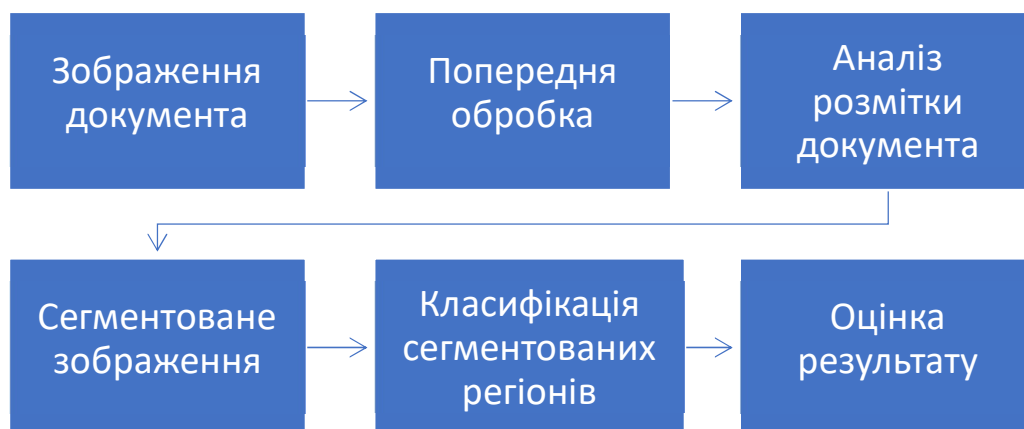 Зображення
документа
Попередня
обробка
Аналіз
розмітки
документа
Сегментоване
зображення
Класифікація
сегментованих
регіонів
Оцінка
результату